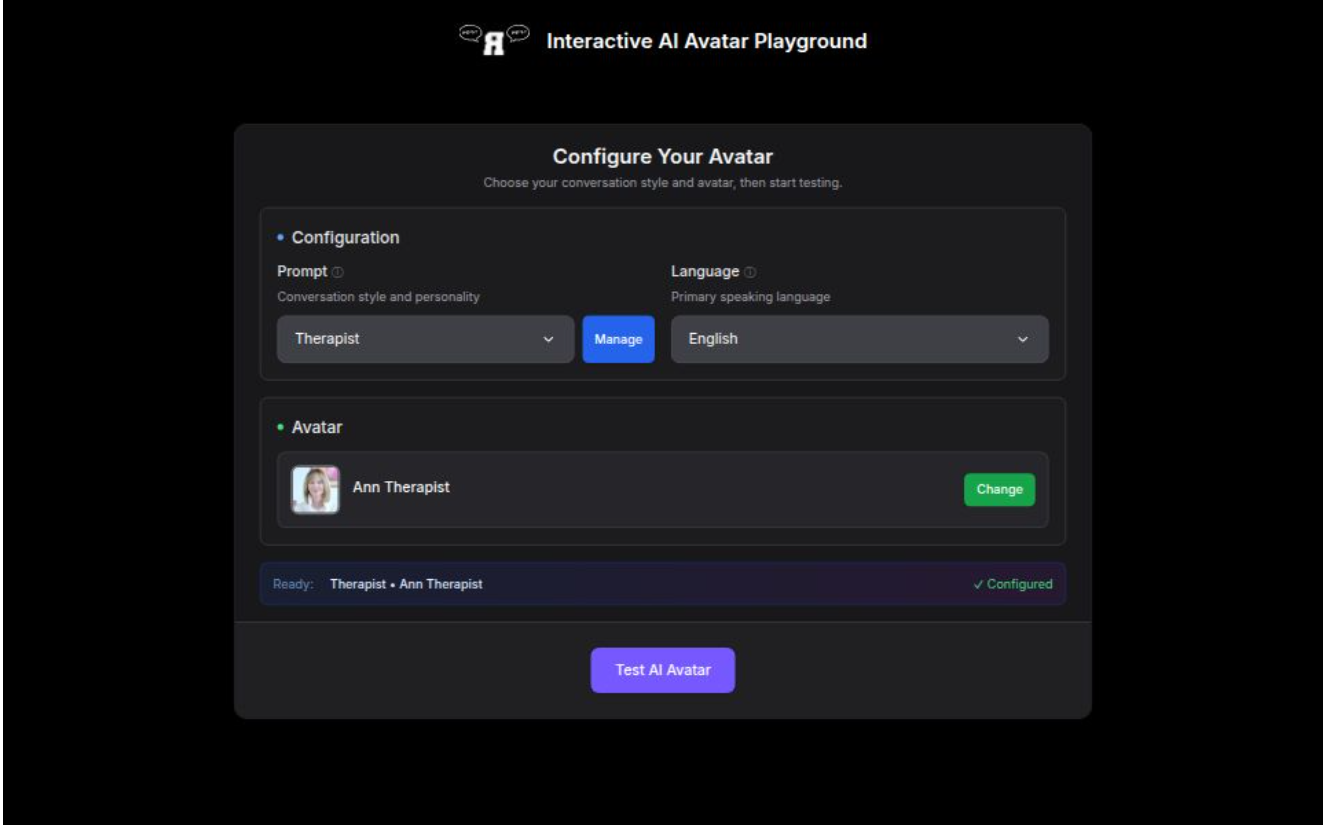 Я Interactive AI Avatar Playground
Configure Your Avatar
Choose your conversation style and avatar, then start testing.
• Configuration
Prompt ⓘ
Conversation style and personality
Therapist
Manage
Language ⓘ
Primary speaking language
English
• Avatar
Ann Therapist
Change
Ready: Therapist • Ann Therapist
✓ Configured
Test AI Avatar